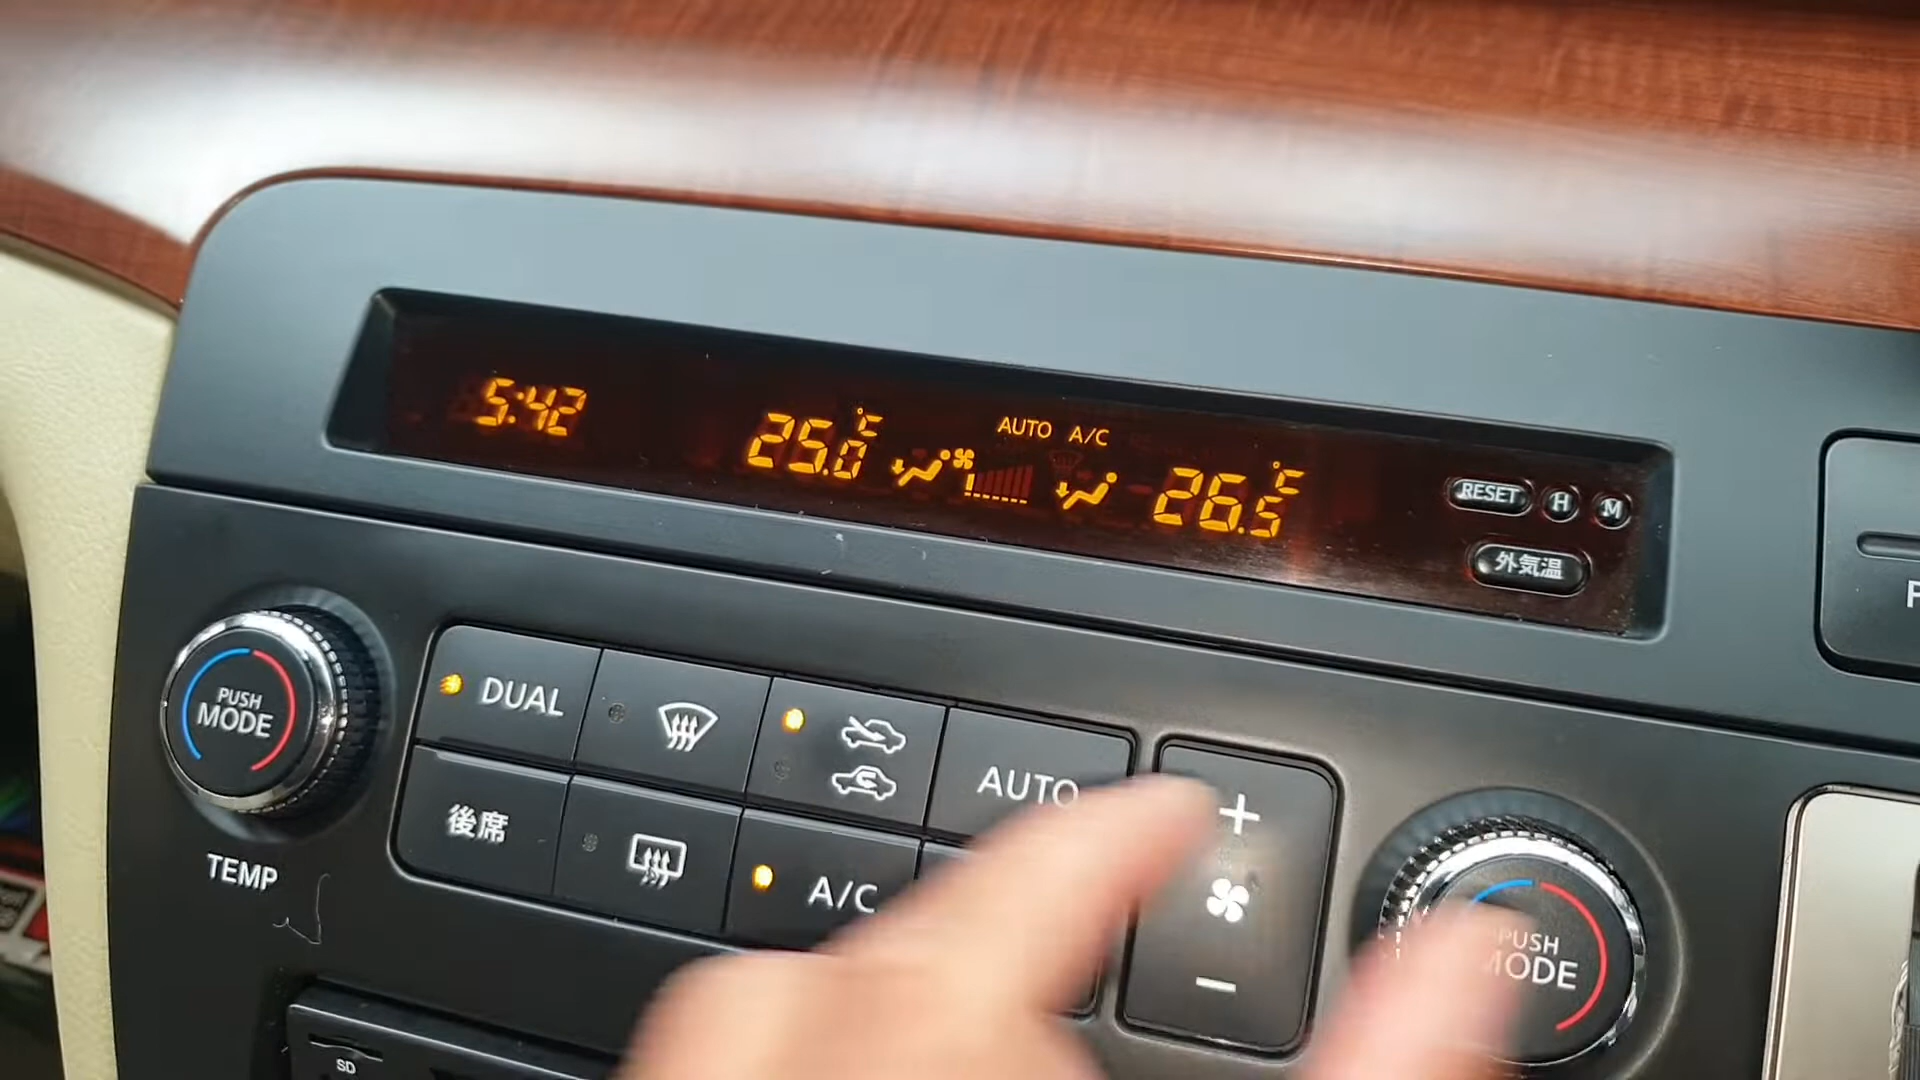 5:42
25.0°C
AUTO A/C
26.5°C
RESET H M
外気温
PUSH
MODE
TEMP
DUAL
AUTO
後席
A/C
PUSH
MODE
SD